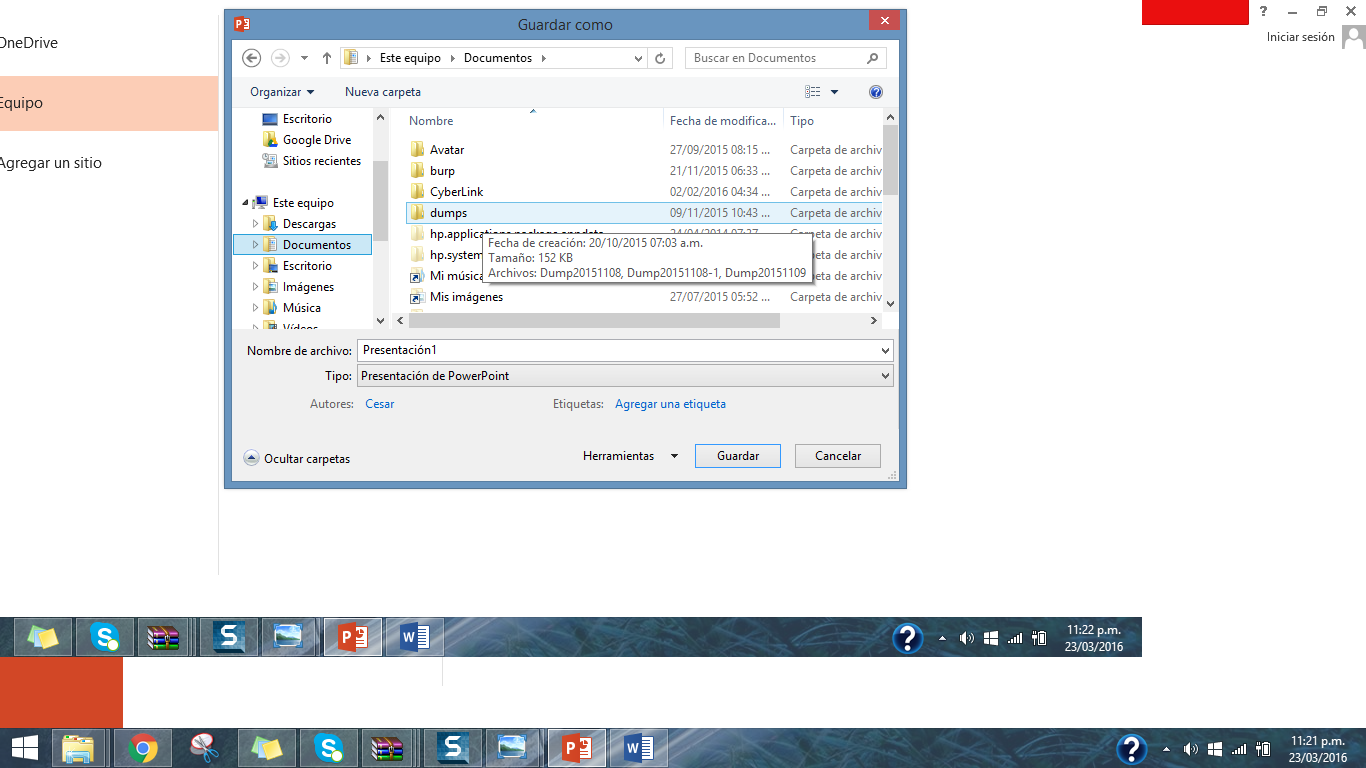 Guardar como
?
Iniciar sesión
OneDrive
Equipo
Agregar un sitio
Este equipo Documentos
Buscar en Documentos
Organizar Nueva carpeta
Escritorio
Google Drive
Sitios recientes
Este equipo
Descargas
Documentos
Escritorio
Imágenes
Música
Vídeos
Nombre Fecha de modifica... Tipo
Avatar 27/09/2015 08:15 ... Carpeta de archiv
burp 21/11/2015 06:33 ... Carpeta de archiv
CyberLink 02/02/2016 04:34 ... Carpeta de archiv
dumps 09/11/2015 10:43 ... Carpeta de archiv
hp.applications.package.appdata 24/04/2014 07:37 Carpeta de archiv
hp.system
Mi música
Mis imágenes 27/07/2015 05:52 ... Carpeta de archiv
Fecha de creación: 20/10/2015 07:03 a.m.
Tamaño: 152 KB
Archivos: Dump20151108, Dump20151108-1, Dump20151109
Nombre de archivo: Presentación1
Tipo: Presentación de PowerPoint
Autores: Cesar Etiquetas: Agregar una etiqueta
Ocultar carpetas Herramientas Guardar Cancelar
11:22 p.m.
23/03/2016
11:21 p.m.
23/03/2016